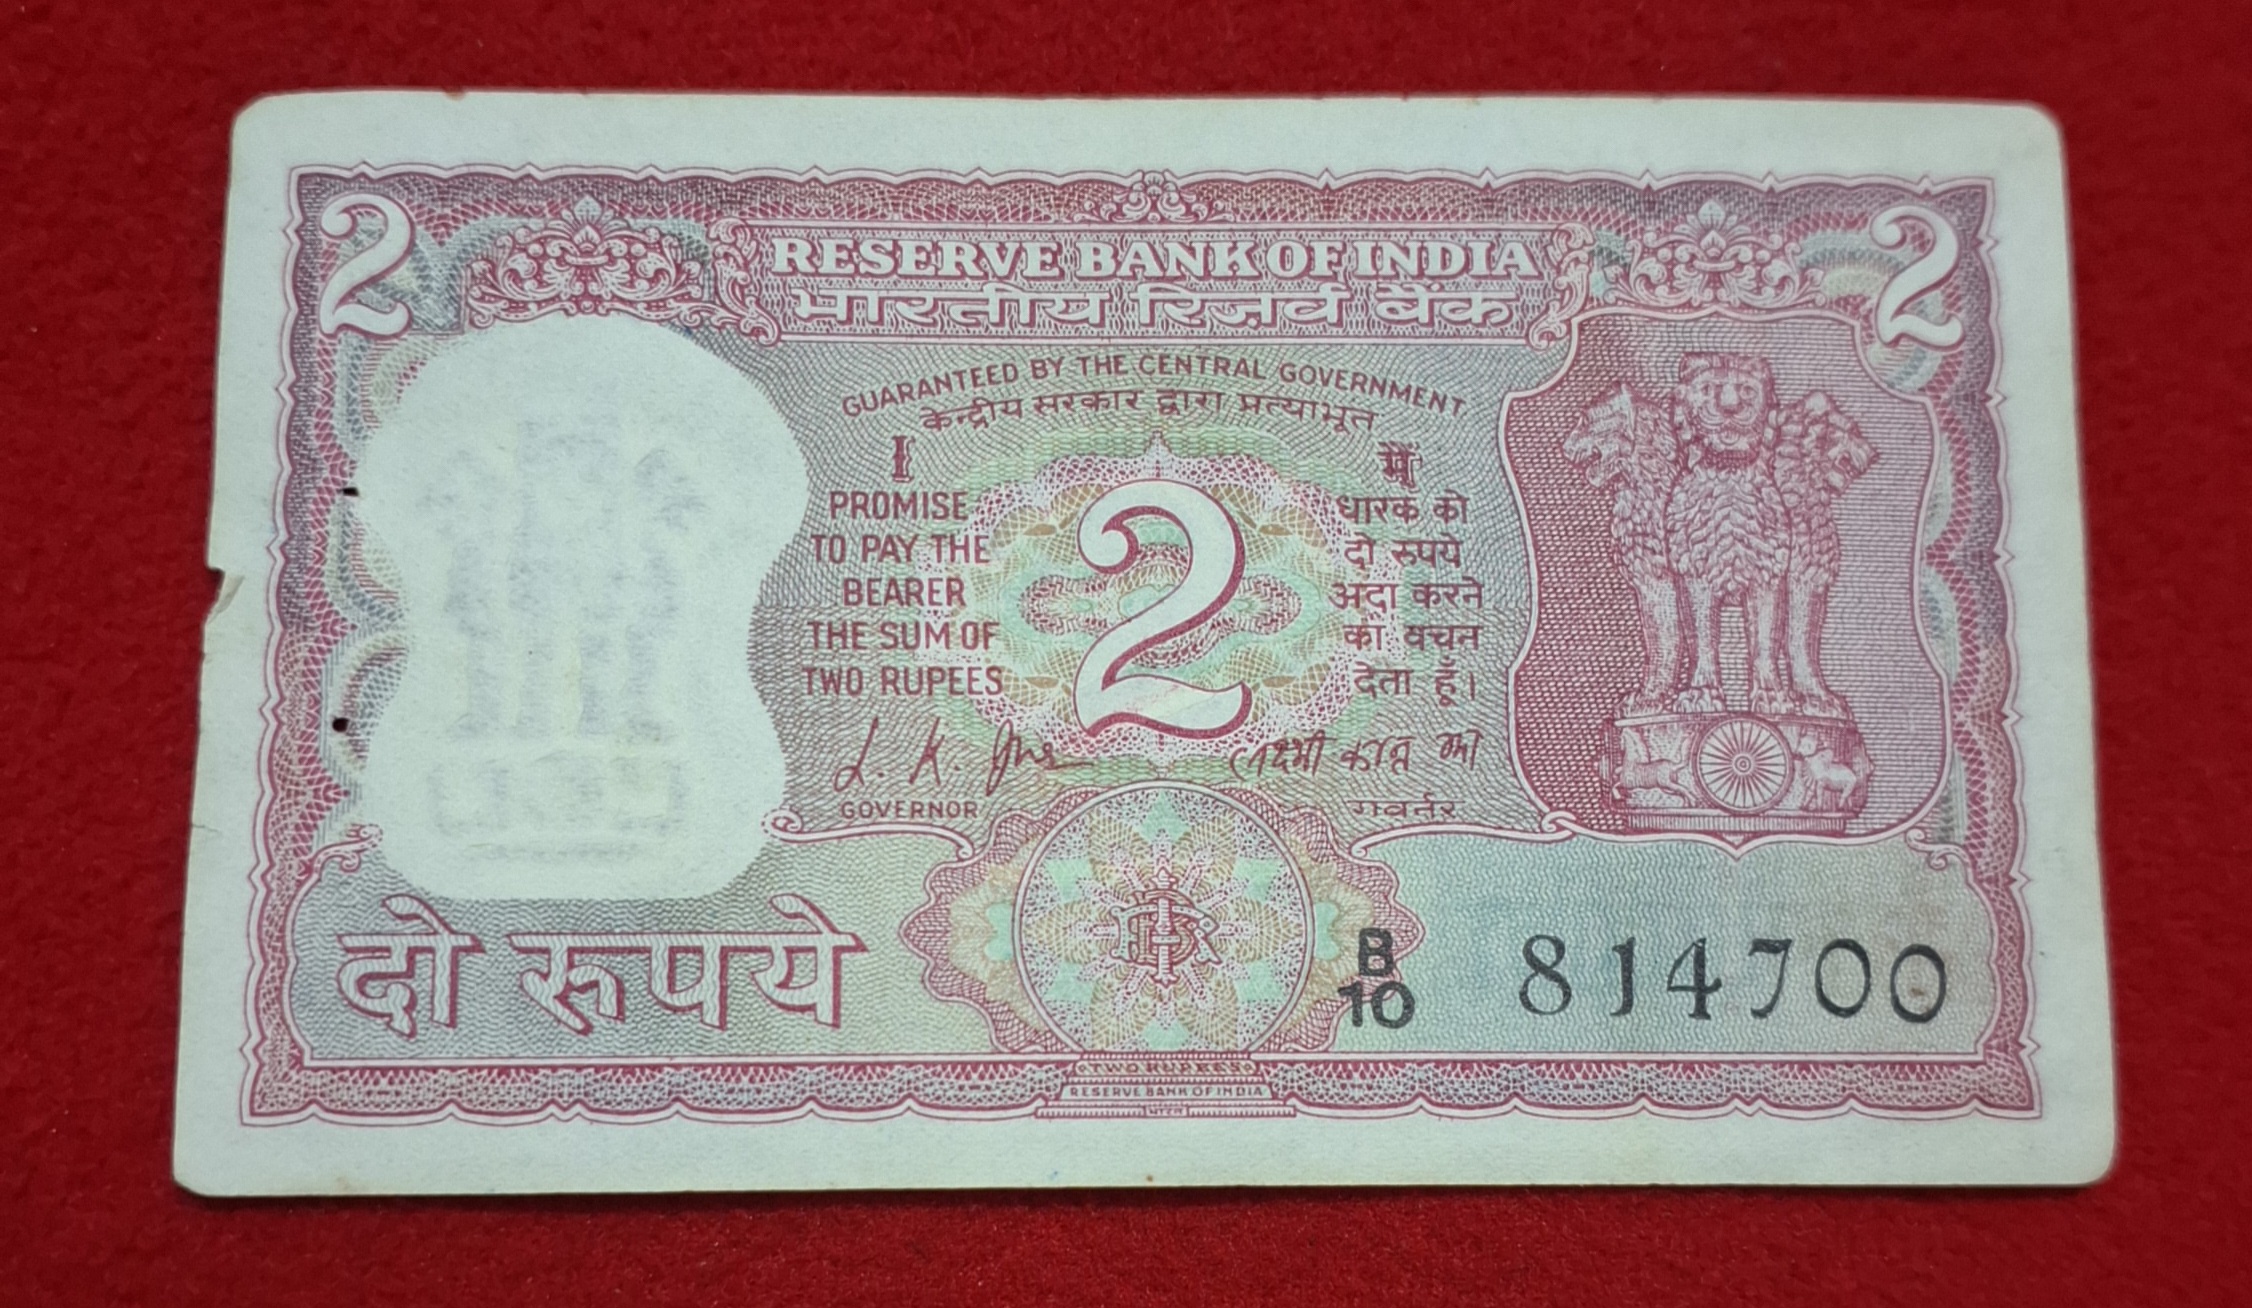 2 2
RESERVE BANK OF INDIA
भारतीय रिज़र्व बैंक
GUARANTEED BY THE CENTRAL GOVERNMENT
केन्द्रीय सरकार द्वारा प्रत्याभूत
I
PROMISE
TO PAY THE
BEARER
THE SUM OF
TWO RUPEES
2
मैं
धारक को
दो रुपये
अदा करने
का वचन
देता हूँ।
L. K. Jha
लक्ष्मी कान्त झा
GOVERNOR
गवर्नर
दो रूपये
B
10
814700
TWO RUPEES
RESERVE BANK OF INDIA